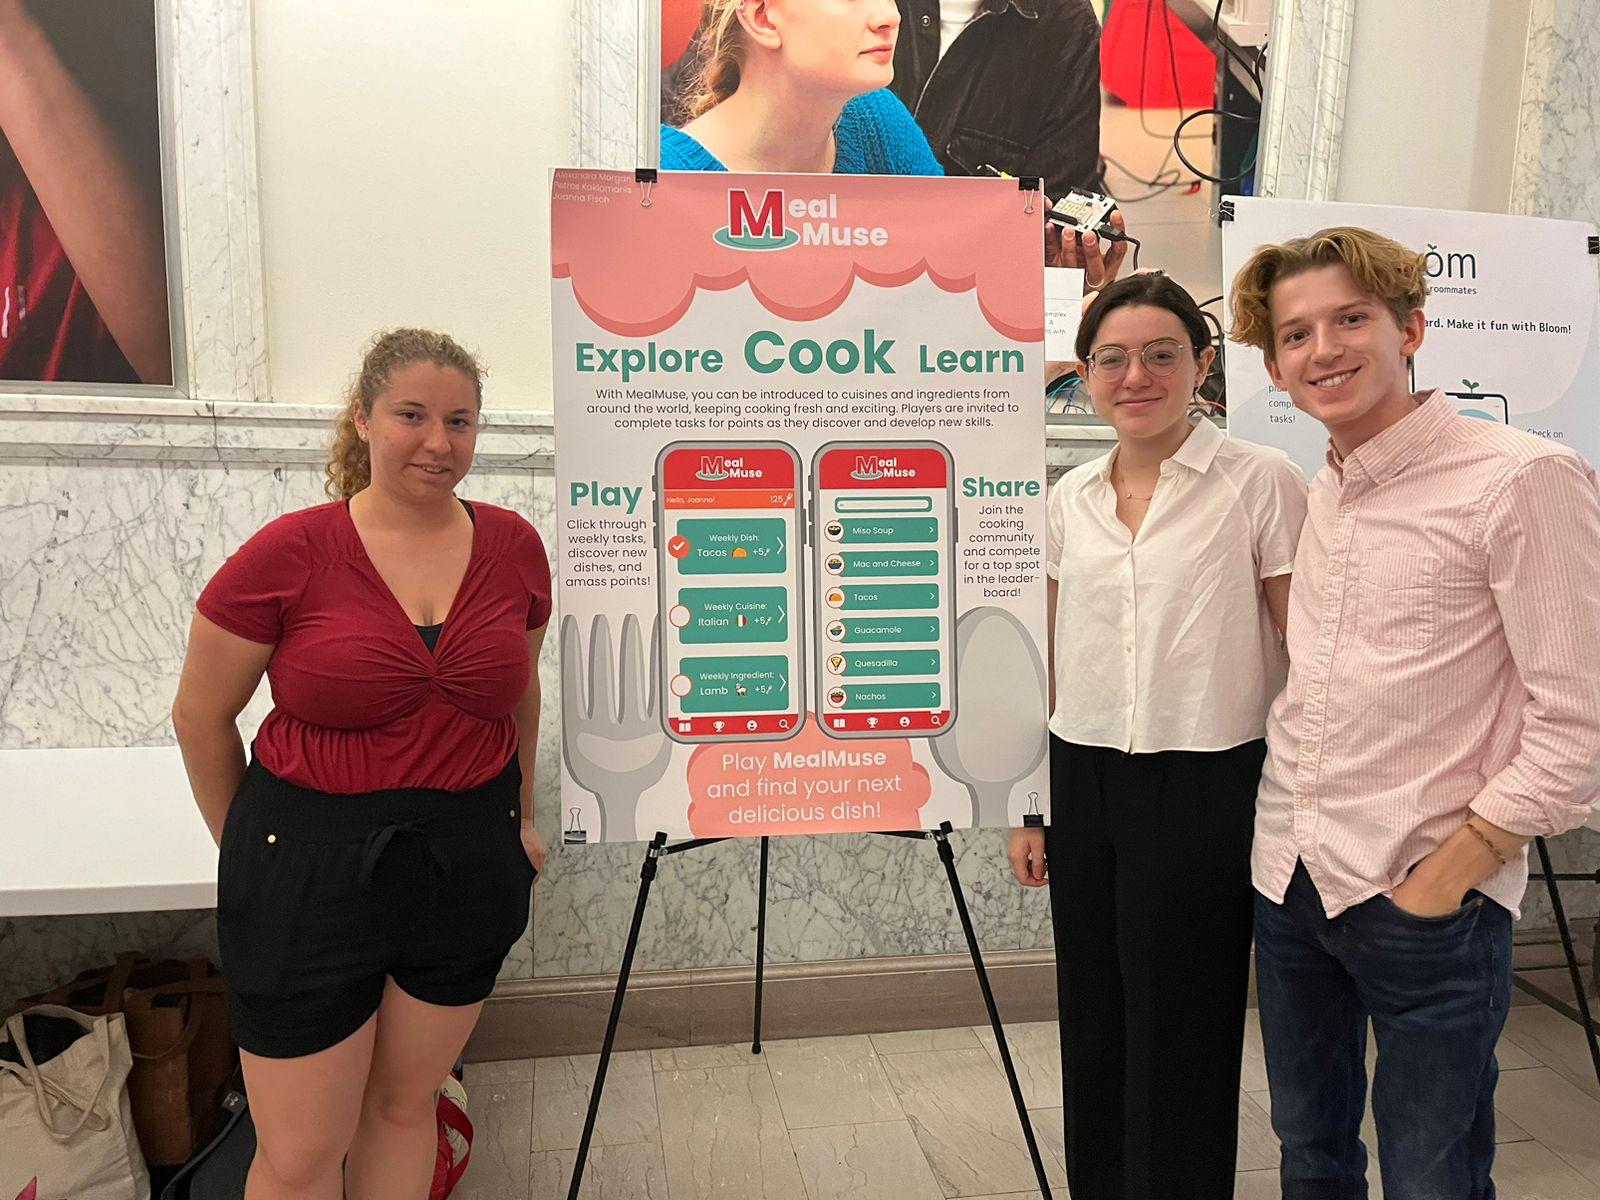 Alexandra Morgan
Petros Kaklamanis
Joanna Fisch
Meal
Muse
Explore Cook Learn
With MealMuse, you can be introduced to cuisines and ingredients from
around the world, keeping cooking fresh and exciting. Players are invited to
complete tasks for points as they discover and develop new skills.
Play
Click through
weekly tasks,
discover new
dishes, and
amass points!
Meal
Muse
Hello, Joanna!
125
Weekly Dish:
Tacos +5
Weekly Cuisine:
Italian +5
Weekly Ingredient:
Lamb +5
Meal
Muse
Miso Soup
Mac and Cheese
Tacos
Guacamole
Quesadilla
Nachos
Share
Join the
cooking
community
and compete
for a top spot
in the leader-
board!
Play MealMuse
and find your next
delicious dish!
ǒm
roommates
ard. Make it fun with Bloom!
tasks!
Check on